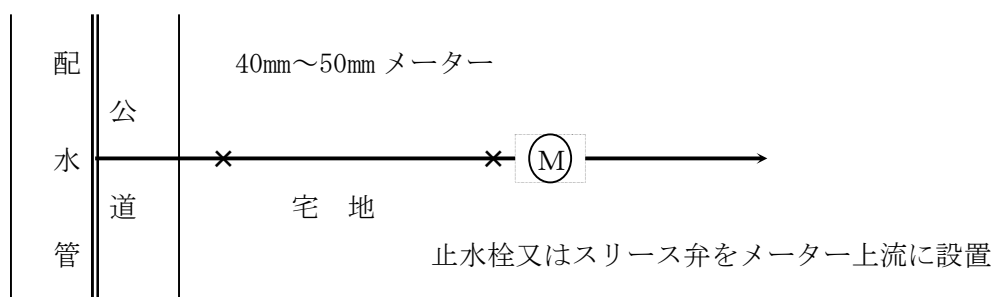 配水管
公道
40mm～50mm メーター
M
宅 地
止水栓又はスリース弁をメーター上流に設置